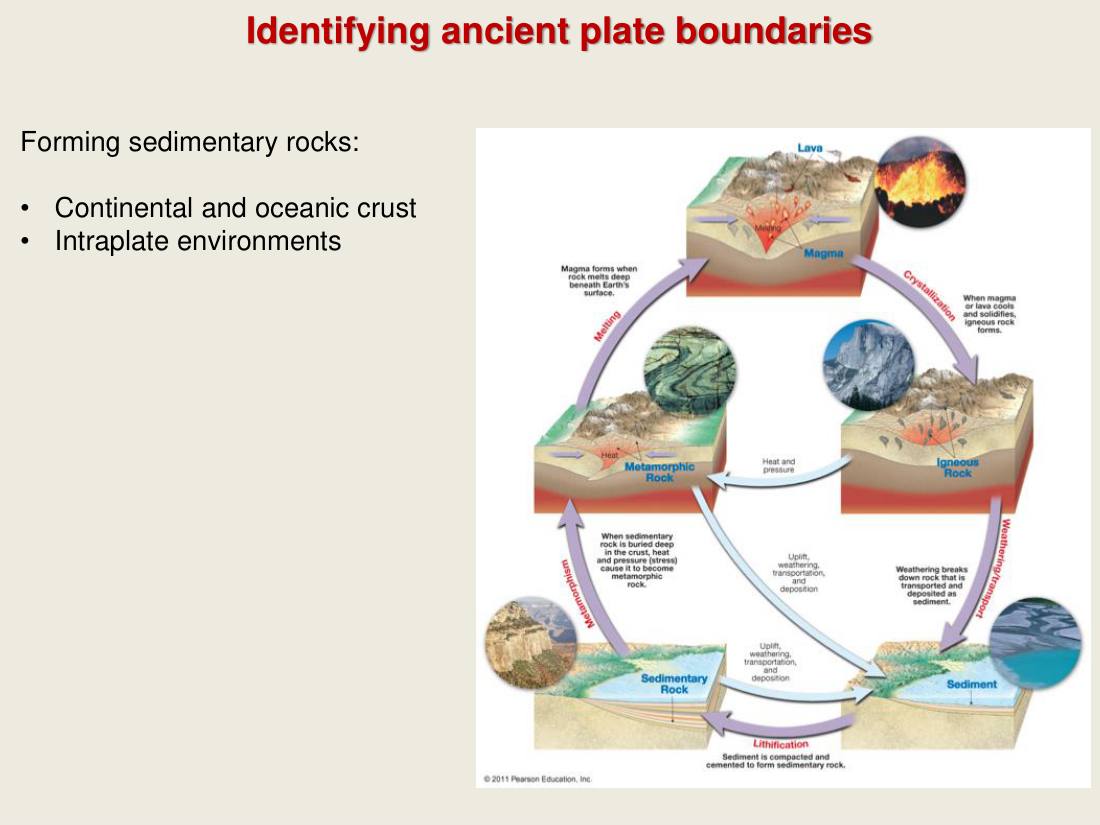 Identifying ancient plate boundaries
Forming sedimentary rocks:
• Continental and oceanic crust
• Intraplate environments
Lava
Melting
Magma
Magma forms when
rock melts deep
beneath Earth's
surface.
Melting
Crystallization
When magma
or lava cools
and solidifies,
igneous rock
forms.
Heat
Metamorphic
Rock
Heat and
pressure
Igneous
Rock
When sedimentary
rock is buried deep
in the crust, heat
and pressure (stress)
cause it to become
metamorphic
rock.
Metamorphism
Uplift,
weathering,
transportation,
and
deposition
Weathering breaks
down rock that is
transported and
deposited as
sediment.
Weathering/transport
Sedimentary
Rock
Uplift,
weathering,
transportation,
and
deposition
Sediment
Lithification
Sediment is compacted and
cemented to form sedimentary rock.
© 2011 Pearson Education, Inc.